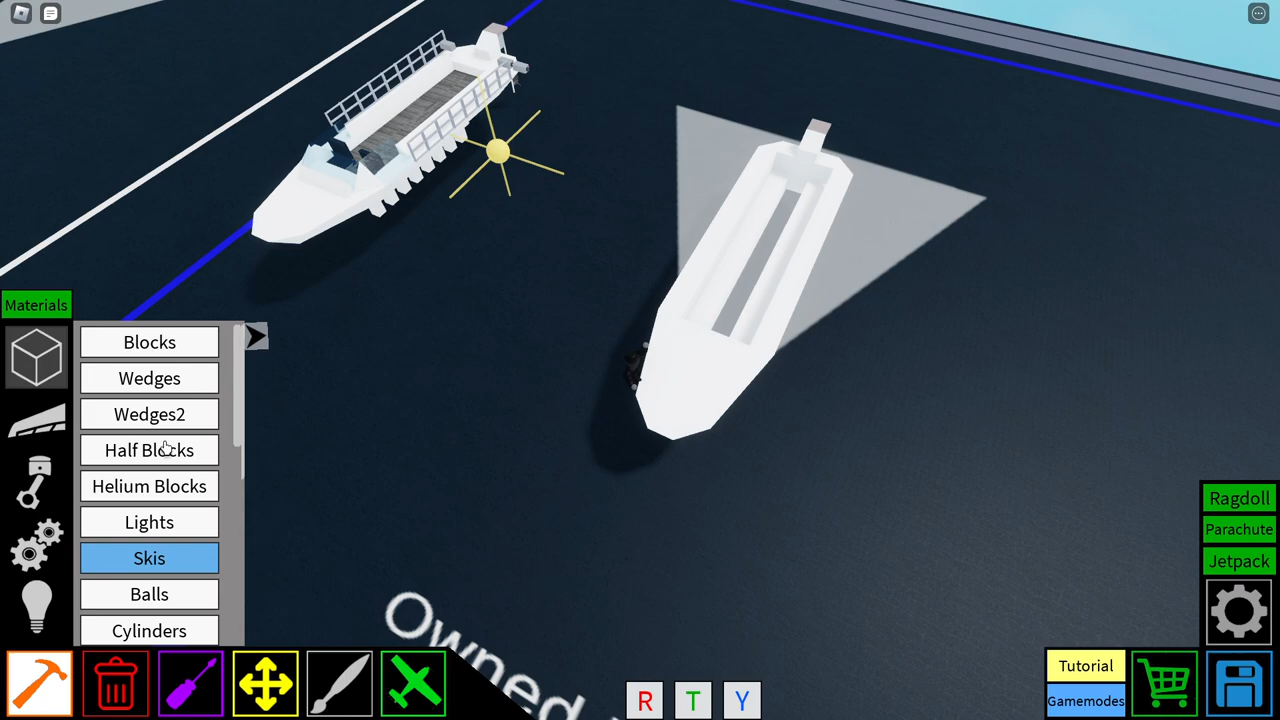 Materials
Blocks
Wedges
Wedges2
Half Blocks
Helium Blocks
Lights
Skis
Balls
Cylinders
Owned
R T Y
Ragdoll
Parachute
Jetpack
Tutorial
Gamemodes